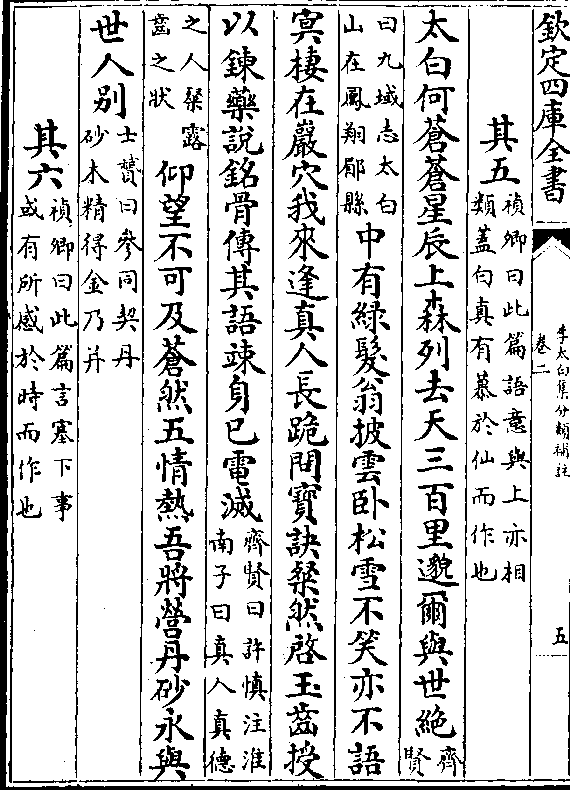 欽定四庫全書
李太白集分類補註
卷二
五
其五
禎卿曰此篇語意與上亦相
類蓋白真有慕於仙而作也
太白何蒼蒼星辰上森列去天三百里邈爾與世絶
齊
賢
曰九域志太白
山在鳳翔郿縣
中有緑髮翁披雲卧松雪不笑亦不語
冥棲在巖穴我來逢真人長跪問寳訣粲然啓玉齒授
以鍊藥說銘骨傳其語竦身已電滅
齊賢曰許慎注淮
南子曰真人真德
之人粲露
齒之状
仰望不可及蒼然五情熱吾將營丹砂永與
世人别
士贇曰參同契丹
砂木精得金乃并
其六
禎卿曰此篇言塞下事
或有所感於時而作也